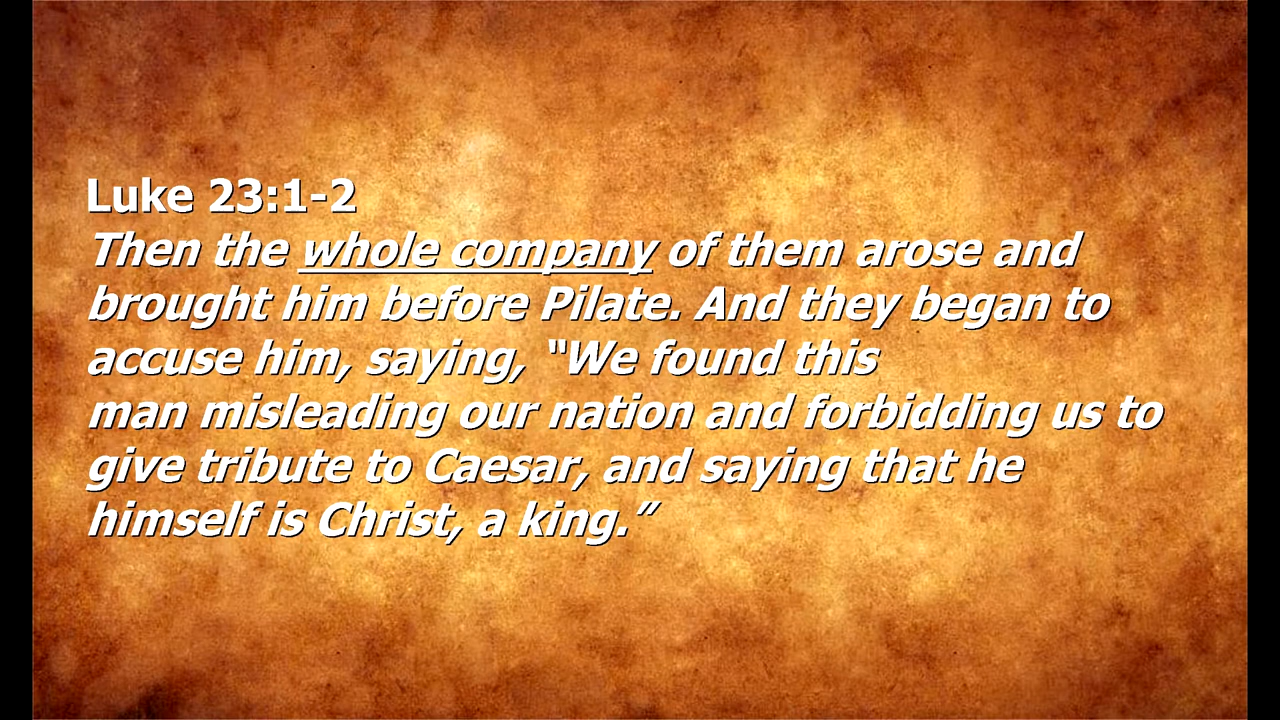 Luke 23:1-2
Then the whole company of them arose and
brought him before Pilate. And they began to
accuse him, saying, “We found this
man misleading our nation and forbidding us to
give tribute to Caesar, and saying that he
himself is Christ, a king.”